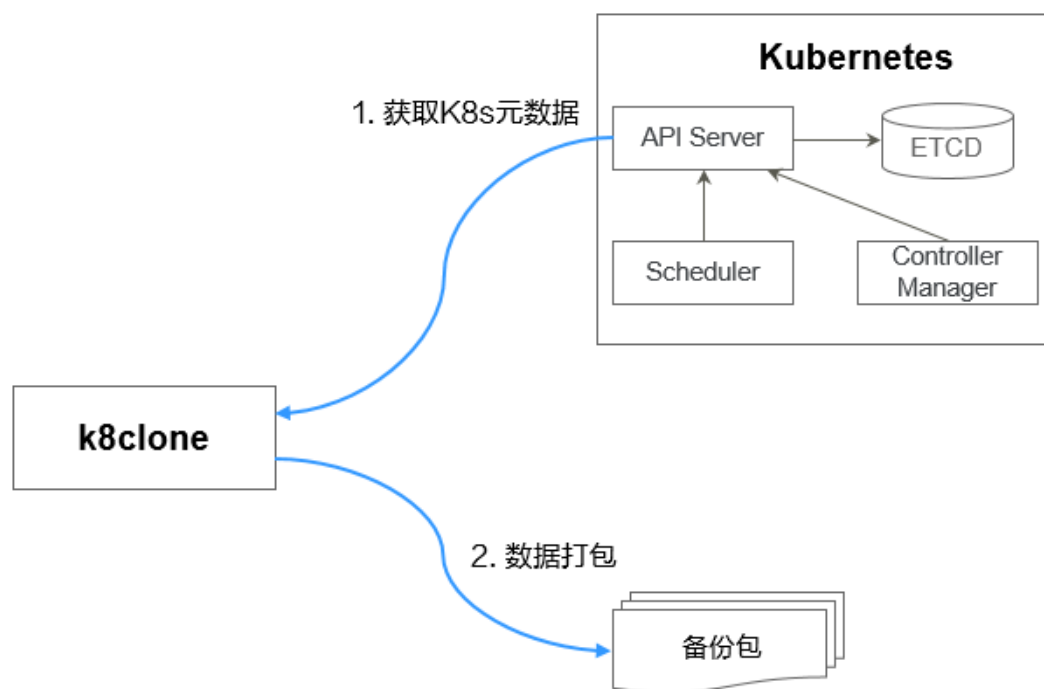 Kubernetes
1. 获取K8s元数据
API Server
ETCD
Scheduler
Controller
Manager
k8clone
2. 数据打包
备份包